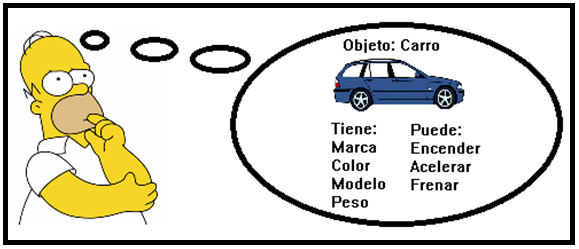 Objeto: Carro
Tiene: Puede:
Marca Encender
Color Acelerar
Modelo Frenar
Peso